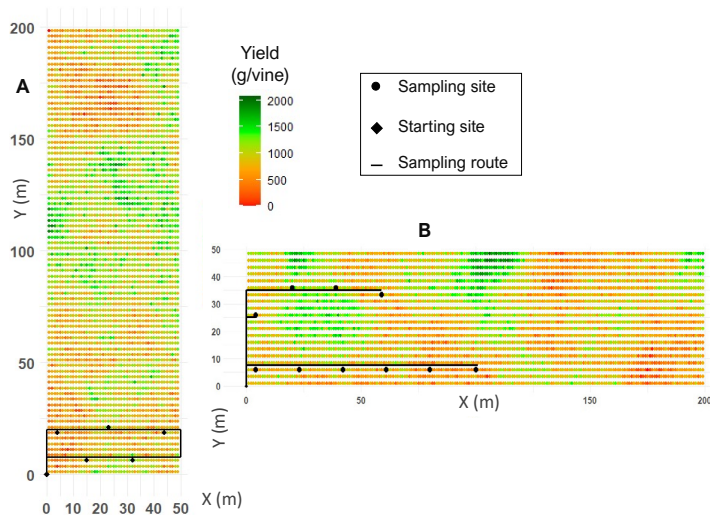 200
A
150
100
50
0
Y (m)
0 10 20 30 40 50
X (m)
Yield
(g/vine)
2000
1500
1000
500
0
Sampling site
Starting site
Sampling route
B
50
40
30
20
10
0
Y (m)
0
50
X (m)
150
200